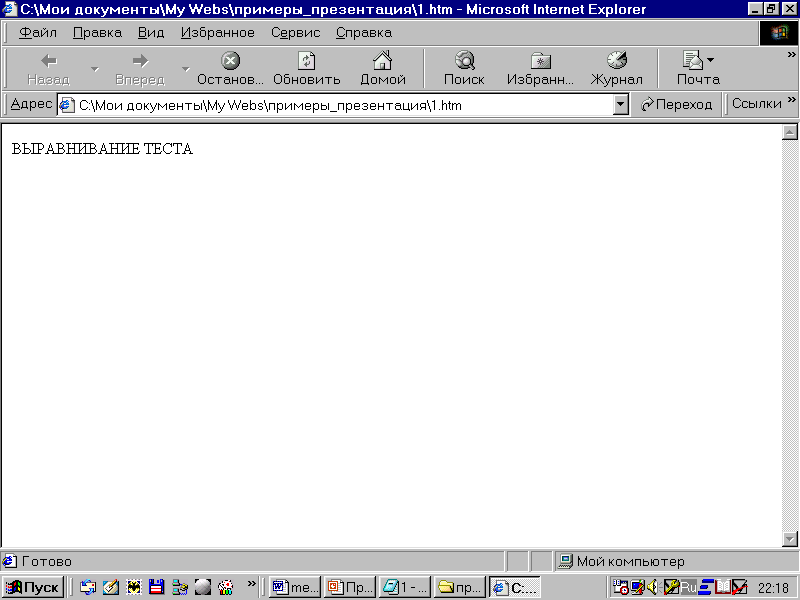 C:\Мои документы\My Webs\примеры_презентация\1.htm - Microsoft Internet Explorer
Файл Правка Вид Избранное Сервис Справка
Назад Вперед Останов... Обновить Домой Поиск Избранн... Журнал Почта »
Адрес C:\Мои документы\My Webs\примеры_презентация\1.htm Переход Ссылки »
ВЫРАВНИВАНИЕ ТЕСТА
Готово Мой компьютер
Пуск » me... Пр... 1 - ... пр... C:... Ru 22:18